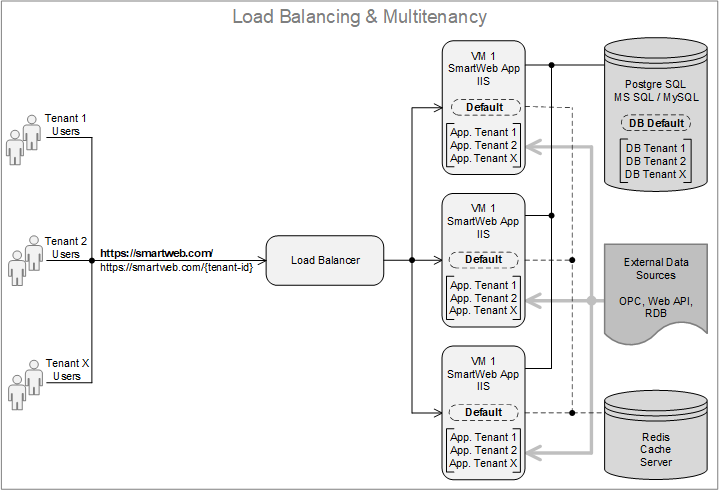 Load Balancing & Multitenancy
Tenant 1
Users
Tenant 2
Users
Tenant X
Users
https://smartweb.com/
https://smartweb.com/{tenant-id}
Load Balancer
VM 1
SmartWeb App
IIS
Default
App. Tenant 1
App. Tenant 2
App. Tenant X
VM 1
SmartWeb App
IIS
Default
App. Tenant 1
App. Tenant 2
App. Tenant X
VM 1
SmartWeb App
IIS
Default
App. Tenant 1
App. Tenant 2
App. Tenant X
Postgre SQL
MS SQL / MySQL
DB Default
DB Tenant 1
DB Tenant 2
DB Tenant X
External Data
Sources
OPC, Web API,
RDB
Redis
Cache
Server